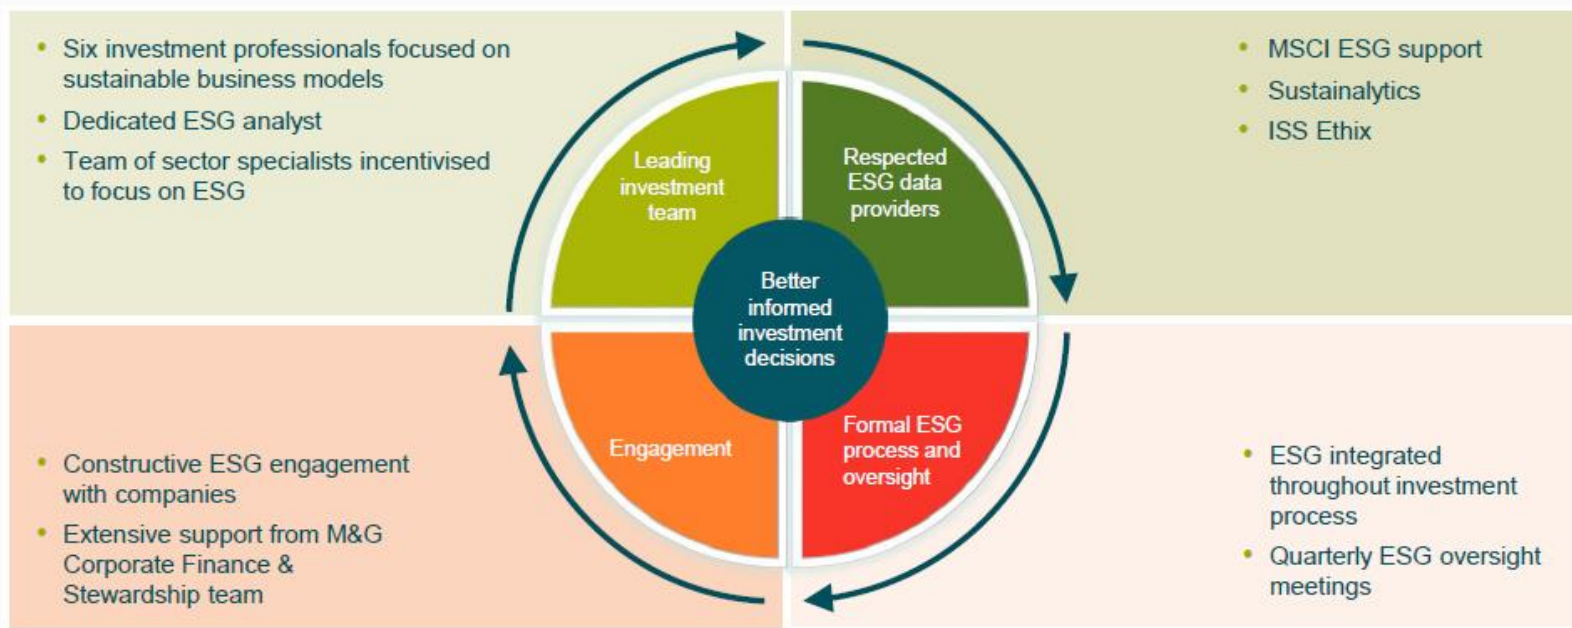 • Six investment professionals focused on
sustainable business models
• Dedicated ESG analyst
• Team of sector specialists incentivised
to focus on ESG
Leading
investment
team
Respected
ESG data
providers
• MSCI ESG support
• Sustainalytics
• ISS Ethix
Better
informed
investment
decisions
Engagement
Formal ESG
process and
oversight
• Constructive ESG engagement
with companies
• Extensive support from M&G
Corporate Finance &
Stewardship team
• ESG integrated
throughout investment
process
• Quarterly ESG oversight
meetings